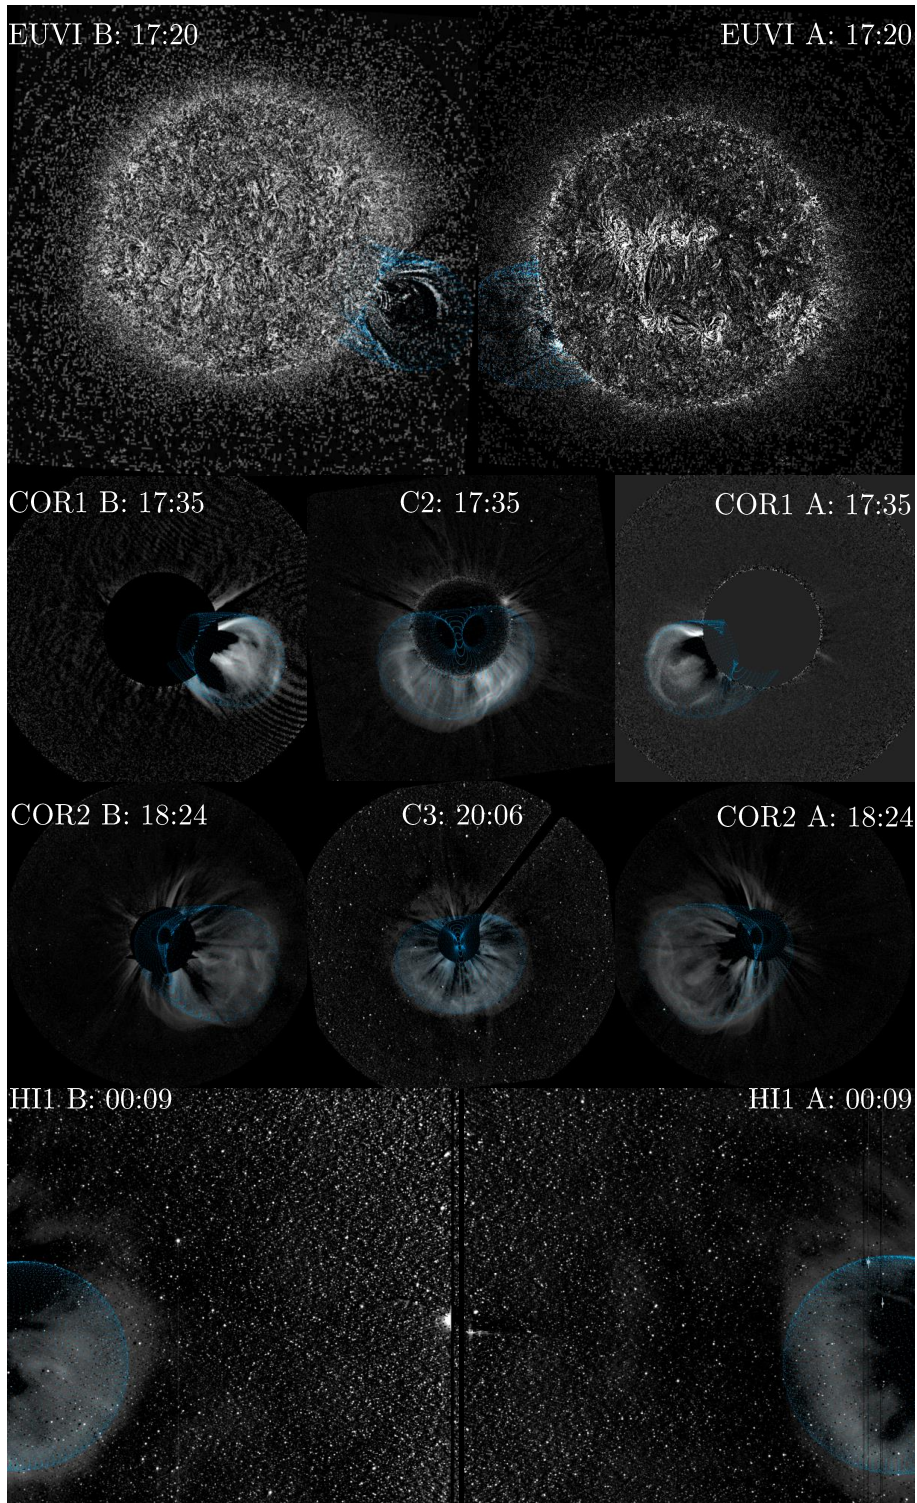 EUVI B: 17:20
EUVI A: 17:20
COR1 B: 17:35
C2: 17:35
COR1 A: 17:35
COR2 B: 18:24
C3: 20:06
COR2 A: 18:24
HI1 B: 00:09
HI1 A: 00:09